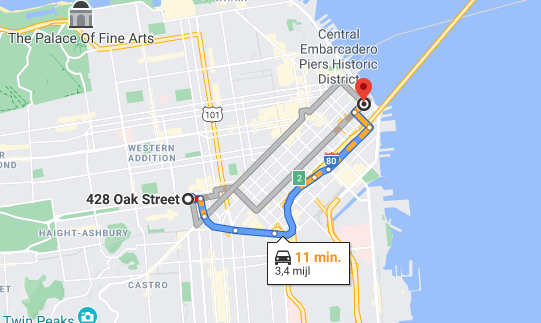 The Palace Of Fine Arts
Central
Embarcadero
Piers Historic
District
101
WESTERN
ADDITION
80
2
428 Oak Street
HAIGHT-ASHBURY
11 min.
3,4 mijl
CASTRO
Twin Peaks